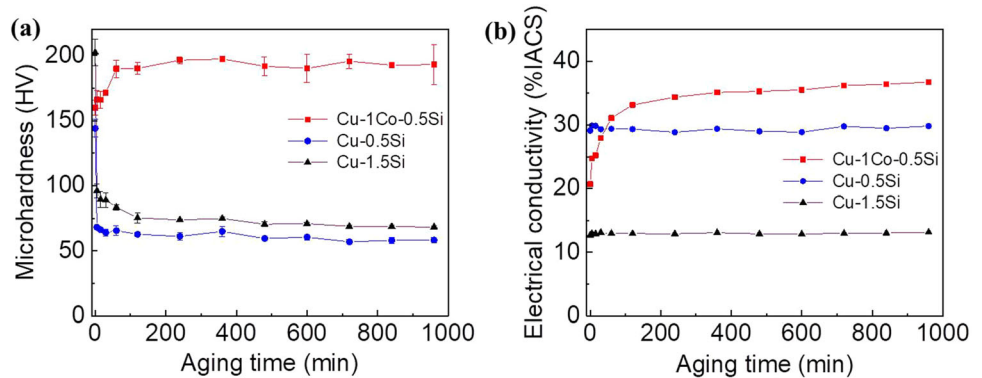 (a)
Microhardness (HV)
200
150
100
50
0
Cu-1Co-0.5Si
Cu-0.5Si
Cu-1.5Si
0 200 400 600 800 1000
Aging time (min)
(b)
Electrical conductivity (%IACS)
40
30
20
10
0
Cu-1Co-0.5Si
Cu-0.5Si
Cu-1.5Si
0 200 400 600 800 1000
Aging time (min)